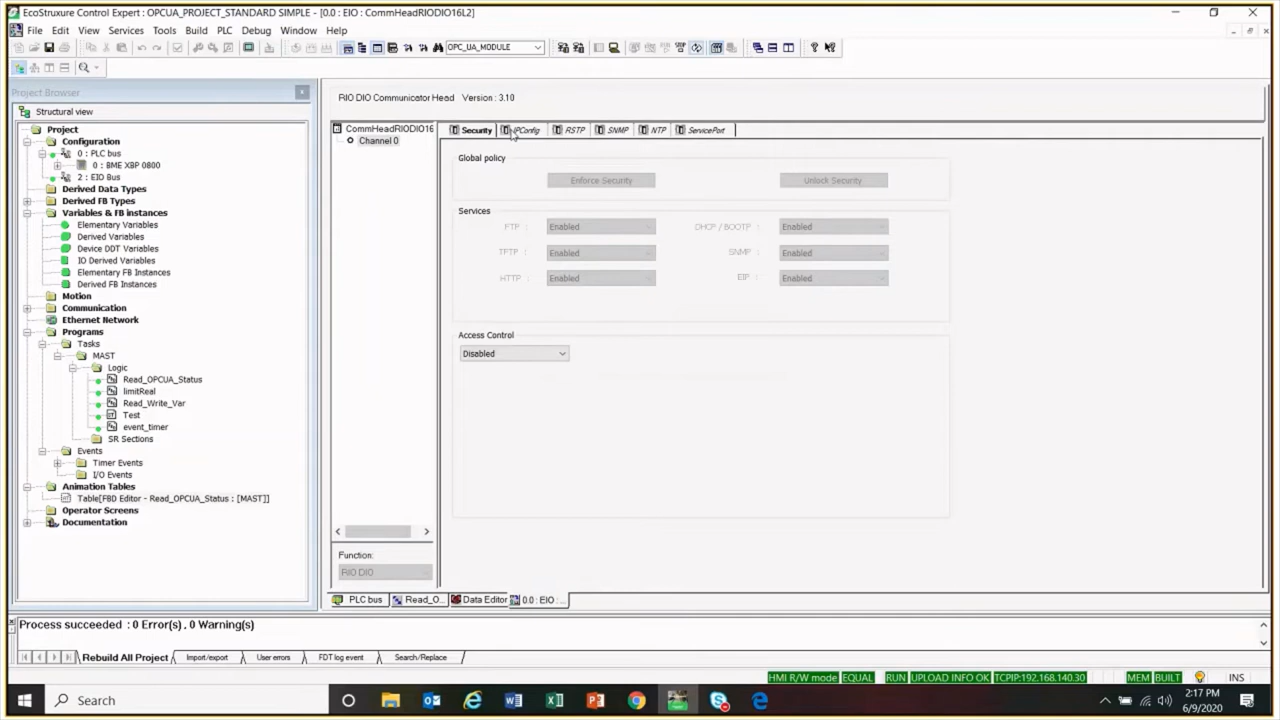 EcoStruxure Control Expert : OPCUA_PROJECT_STANDARD SIMPLE - [0.0 : EIO : CommHeadRIODIO16L2]
File Edit View Services Tools Build PLC Debug Window Help
OPC_UA_MODULE
Project Browser
Structural view
Project
Configuration
0 : PLC bus
0 : BME XBP 0800
2 : EIO Bus
Derived Data Types
Derived FB Types
Variables & FB instances
Elementary Variables
Derived Variables
Device DDT Variables
IO Derived Variables
Elementary FB Instances
Derived FB Instances
Motion
Communication
Ethernet Network
Programs
Tasks
MAST
Logic
Read_OPCUA_Status
limitReal
Read_Write_Var
Test
event_timer
SR Sections
Events
Timer Events
I/O Events
Animation Tables
Table[FBD Editor - Read_OPCUA_Status : [MAST]]
Operator Screens
Documentation
RIO DIO Communicator Head Version : 3.10
CommHeadRIODIO16
Channel 0
Function:
RIO DIO
Security IPConfig RSTP SNMP NTP ServicePort
Global policy
Enforce Security Unlock Security
Services
FTP : Enabled DHCP / BOOTP : Enabled
TFTP : Enabled SNMP : Enabled
HTTP : Enabled EIP : Enabled
Access Control
Disabled
PLC bus Read_O... Data Editor 0.0 : EIO : ...
Process succeeded : 0 Error(s) , 0 Warning(s)
Rebuild All Project Import/export User errors FDT log event Search/Replace
HMI R/W mode EQUAL RUN UPLOAD INFO OK TCPIP:192.168.140.30 MEM BUILT INS
Search
2:17 PM
6/9/2020